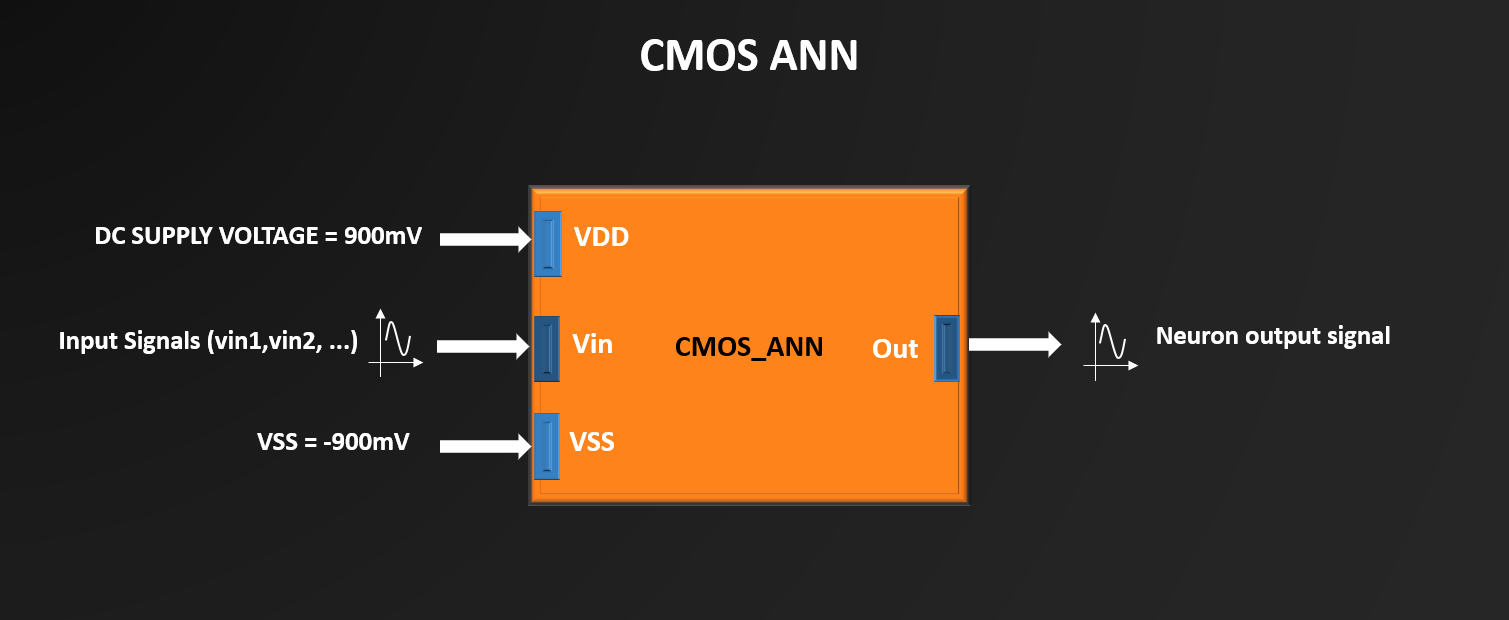 CMOS ANN
DC SUPPLY VOLTAGE = 900mV
VDD
Input Signals (vin1,vin2, ...)
Vin
CMOS_ANN
Out
Neuron output signal
VSS = -900mV
VSS